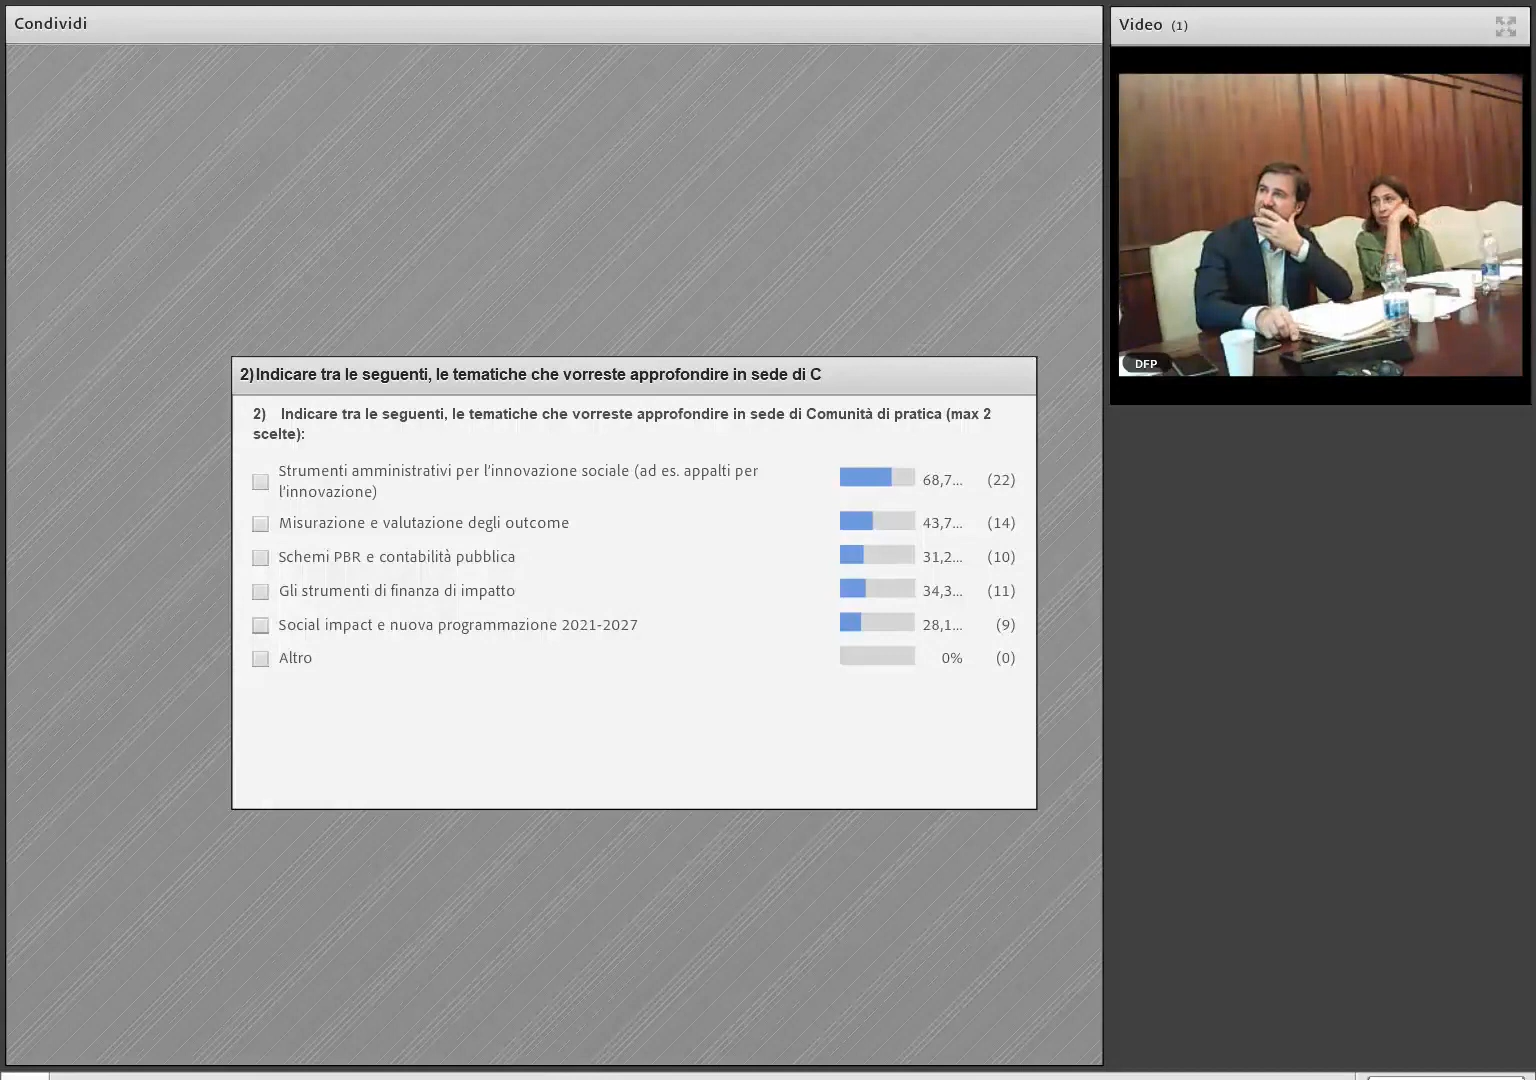 Condividi
Video (1)
DFP
2)Indicare tra le seguenti, le tematiche che vorreste approfondire in sede di C
2) Indicare tra le seguenti, le tematiche che vorreste approfondire in sede di Comunità di pratica (max 2
scelte):
Strumenti amministrativi per l'innovazione sociale (ad es. appalti per
l'innovazione)
68,7... (22)
Misurazione e valutazione degli outcome 43,7... (14)
Schemi PBR e contabilità pubblica 31,2... (10)
Gli strumenti di finanza di impatto 34,3... (11)
Social impact e nuova programmazione 2021-2027 28,1... (9)
Altro 0% (0)